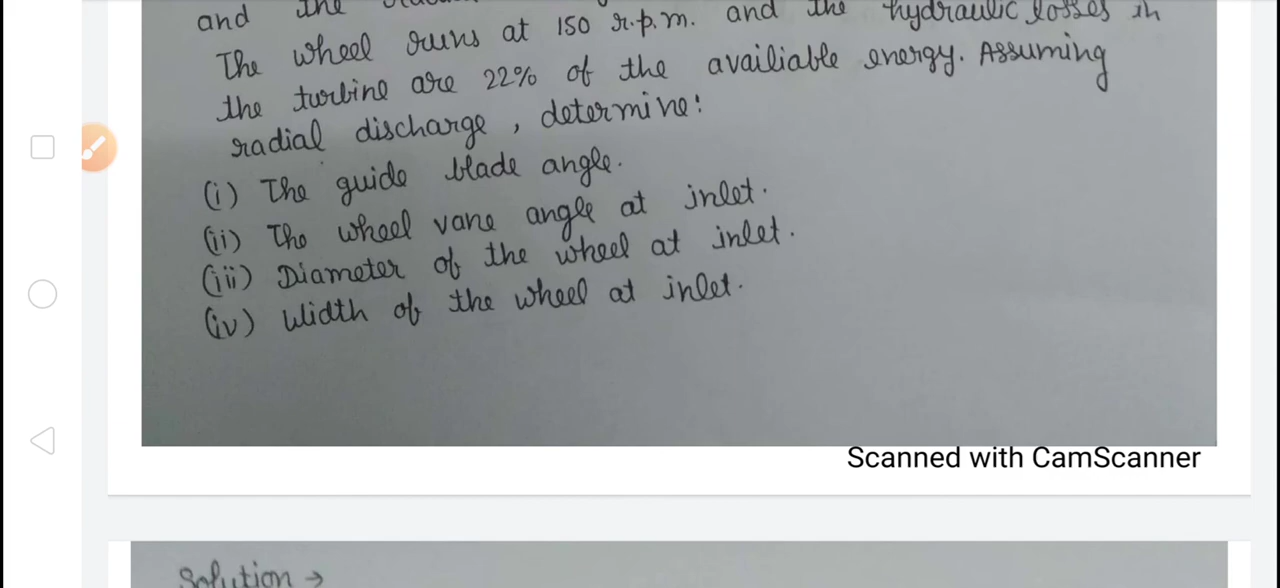 and the
The wheel runs at 150 r.p.m. and the hydraulic losses in
the turbine are 22% of the availiable energy. Assuming
radial discharge, determine:
(i) The guide blade angle.
(ii) The wheel vane angle at inlet.
(iii) Diameter of the wheel at inlet.
(iv) Width of the wheel at inlet.
Scanned with CamScanner
Solution →